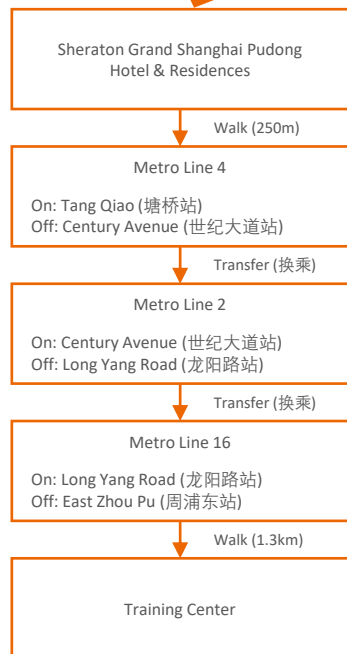 Sheraton Grand Shanghai Pudong
Hotel & Residences
Walk (250m)
Metro Line 4
On: Tang Qiao (塘桥站)
Off: Century Avenue (世纪大道站)
Transfer (换乘)
Metro Line 2
On: Century Avenue (世纪大道站)
Off: Long Yang Road (龙阳路站)
Transfer (换乘)
Metro Line 16
On: Long Yang Road (龙阳路站)
Off: East Zhou Pu (周浦东站)
Walk (1.3km)
Training Center